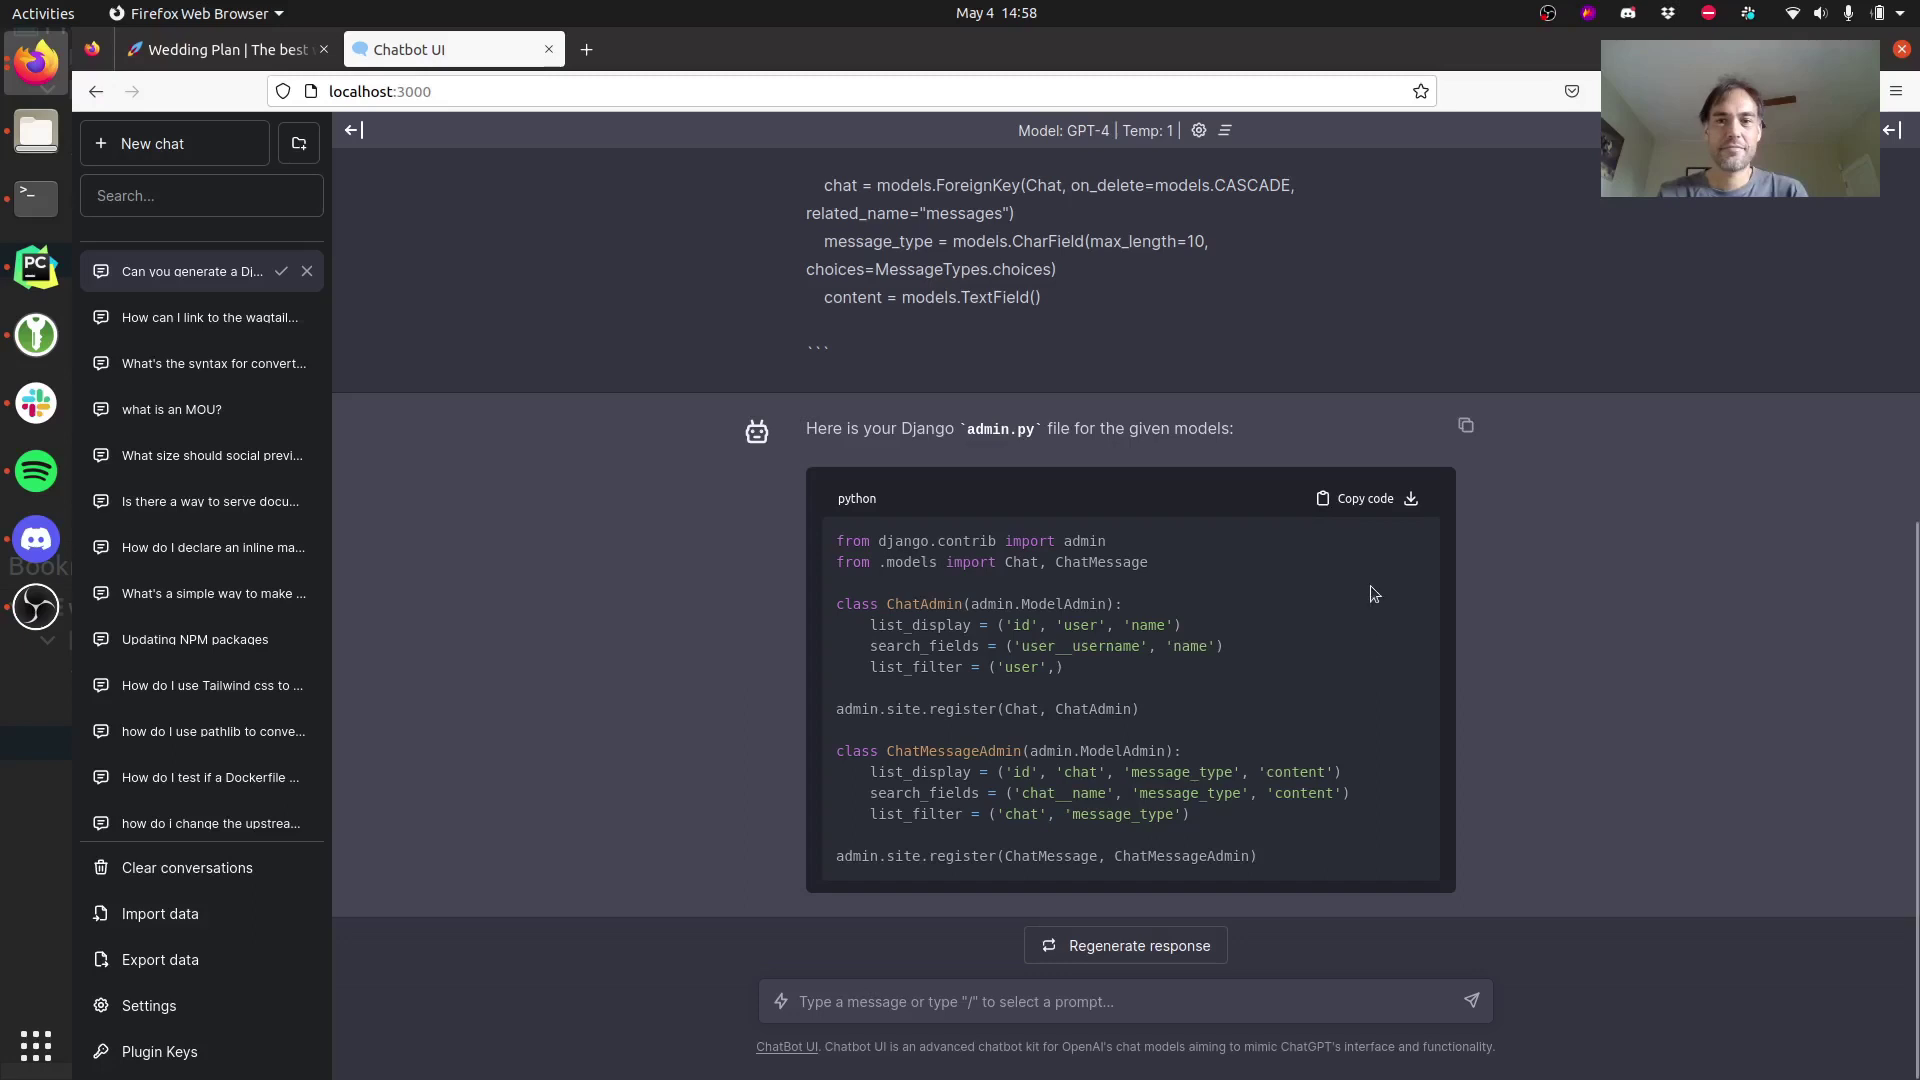 Activities
Firefox Web Browser
May 4 14:58
Wedding Plan | The best
Chatbot UI
localhost:3000
New chat
Model: GPT-4 | Temp: 1 |
Search...
chat = models.ForeignKey(Chat, on_delete=models.CASCADE,
related_name="messages")
message_type = models.CharField(max_length=10,
choices=MessageTypes.choices)
content = models.TextField()
```
Can you generate a Dj...
How can I link to the wagtail...
What's the syntax for convert...
what is an MOU?
What size should social previ...
Is there a way to serve docu...
How do I declare an inline ma...
What's a simple way to make ...
Updating NPM packages
How do I use Tailwind css to ...
how do I use pathlib to conve...
How do I test if a Dockerfile ...
how do i change the upstrea...
Clear conversations
Import data
Export data
Settings
Plugin Keys
Here is your Django `admin.py` file for the given models:
python
Copy code
from django.contrib import admin
from .models import Chat, ChatMessage
class ChatAdmin(admin.ModelAdmin):
list_display = ('id', 'user', 'name')
search_fields = ('user__username', 'name')
list_filter = ('user',)
admin.site.register(Chat, ChatAdmin)
class ChatMessageAdmin(admin.ModelAdmin):
list_display = ('id', 'chat', 'message_type', 'content')
search_fields = ('chat__name', 'message_type', 'content')
list_filter = ('chat', 'message_type')
admin.site.register(ChatMessage, ChatMessageAdmin)
Regenerate response
Type a message or type "/" to select a prompt...
ChatBot UI. Chatbot UI is an advanced chatbot kit for OpenAI's chat models aiming to mimic ChatGPT's interface and functionality.
>_
PC